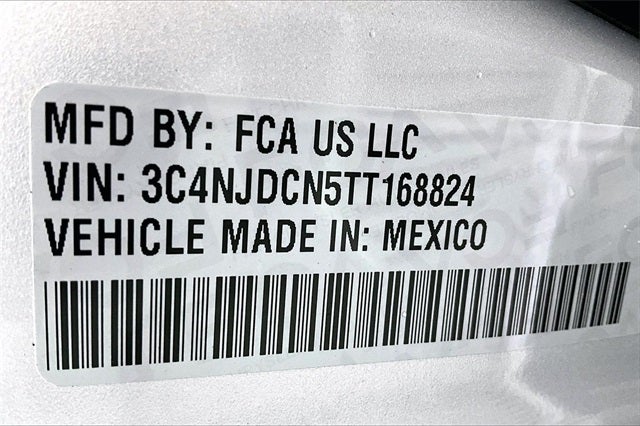 MFD BY: FCA US LLC
VIN: 3C4NJDCN5TT168824
VEHICLE MADE IN: MEXICO